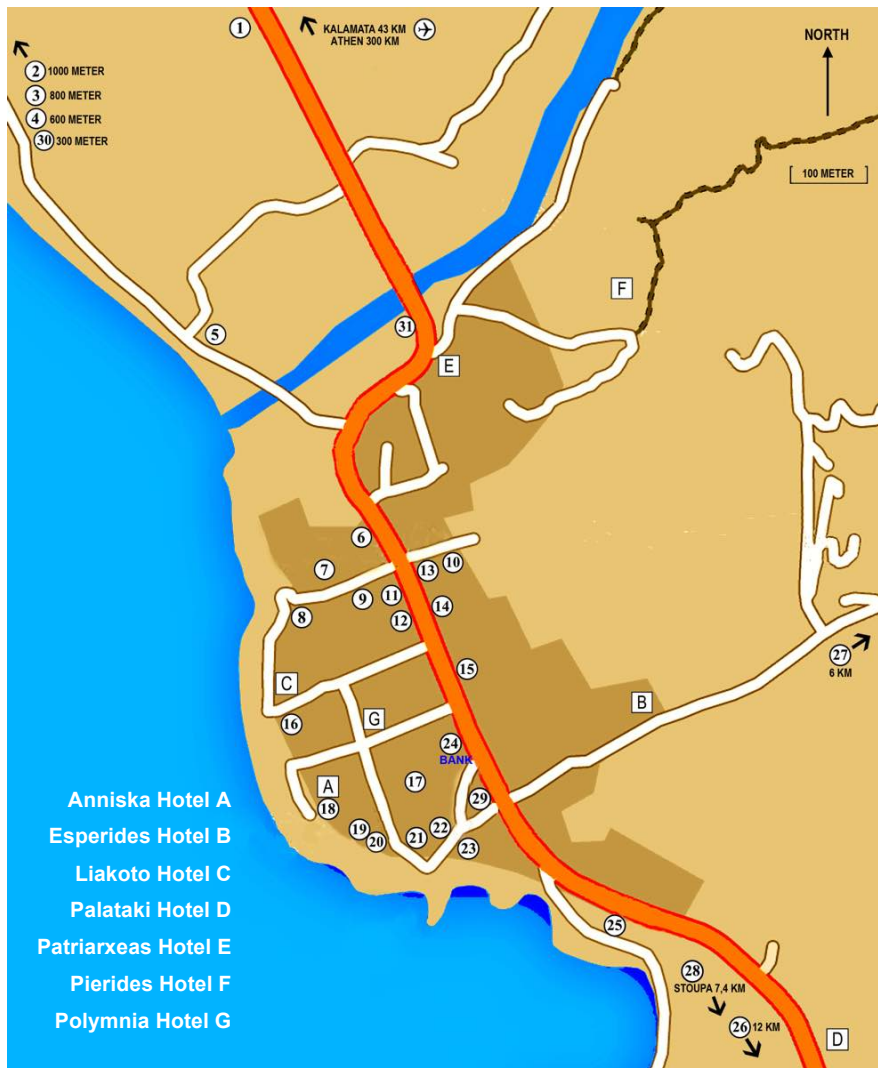 1
KALAMATA 43 KM
ATHEN 300 KM
NORTH
2 1000 METER
3 800 METER
4 600 METER
30 300 METER
100 METER
F
31
5
E
6
7
13
10
9
11
14
8
12
15
27
6 KM
C
B
16
G
24
BANK
17
A
18
29
19
20
21
22
23
25
28
STOUPA 7,4 KM
26 12 KM
D
Anniska Hotel A
Esperides Hotel B
Liakoto Hotel C
Palataki Hotel D
Patriarxeas Hotel E
Pierides Hotel F
Polymnia Hotel G